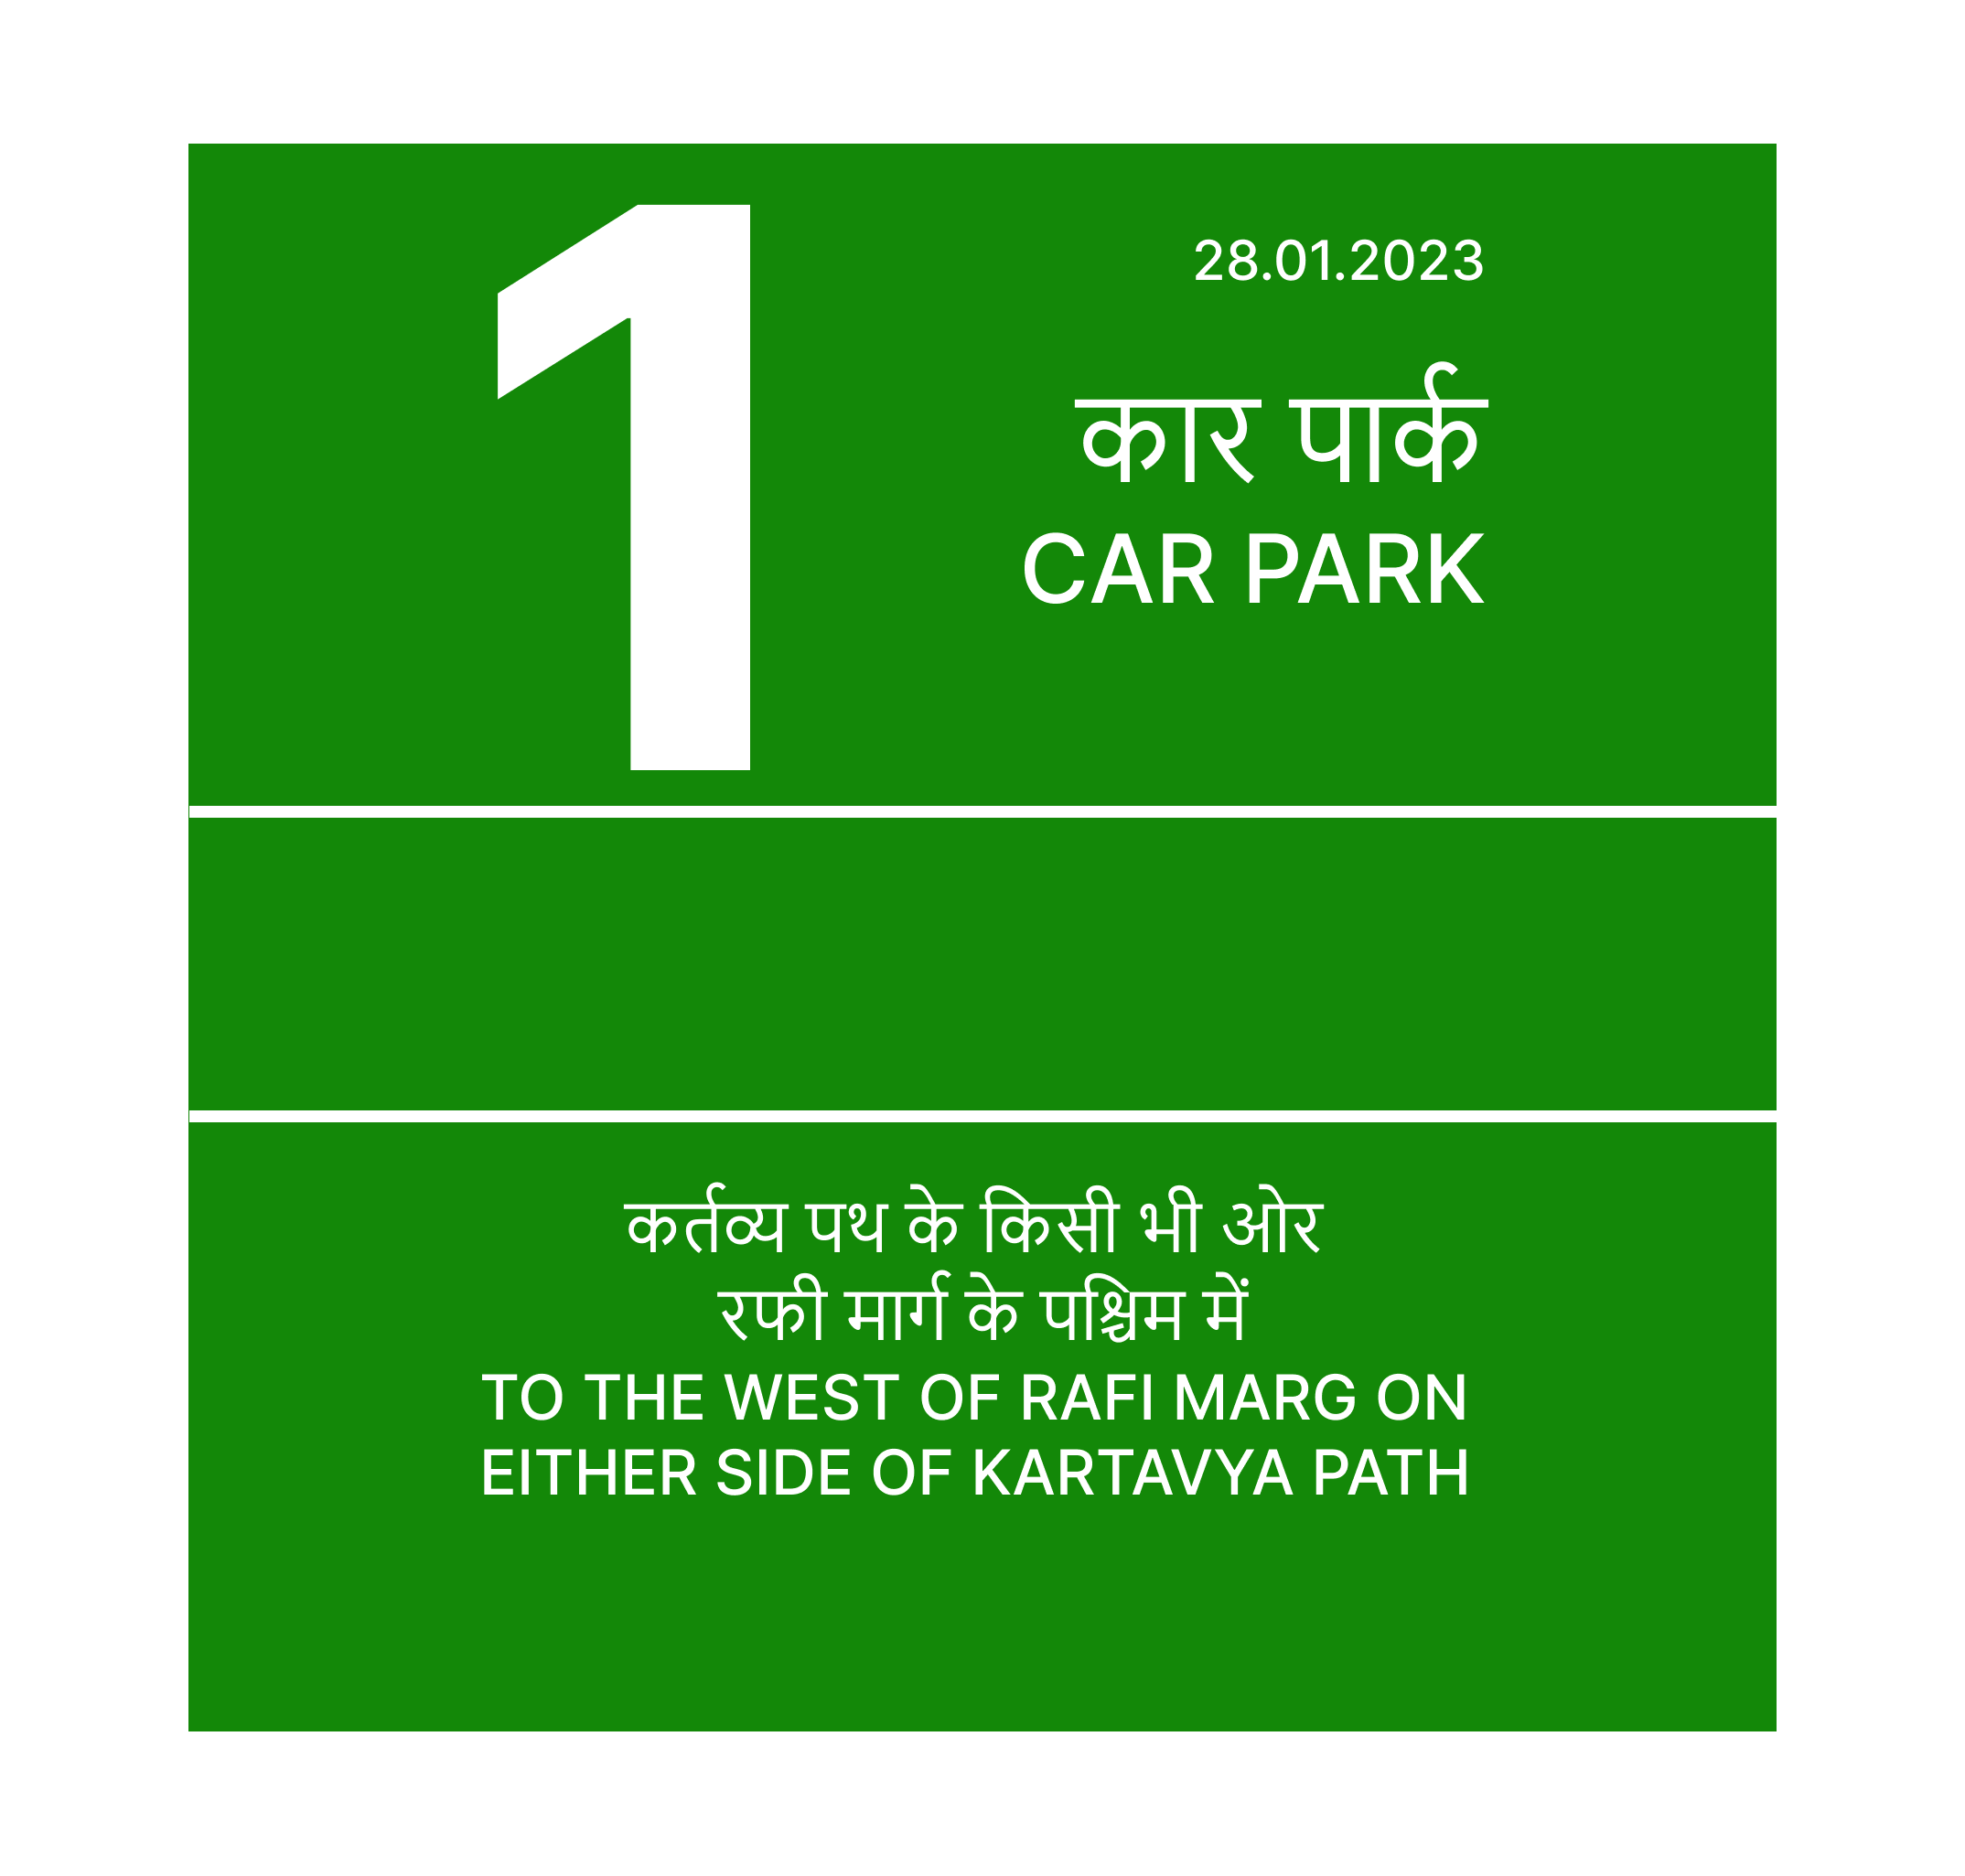 1
28.01.2023
कार पार्क
CAR PARK
कर्तव्य पथ के किसी भी ओर
रफी मार्ग के पश्चिम में
TO THE WEST OF RAFI MARG ON
EITHER SIDE OF KARTAVYA PATH